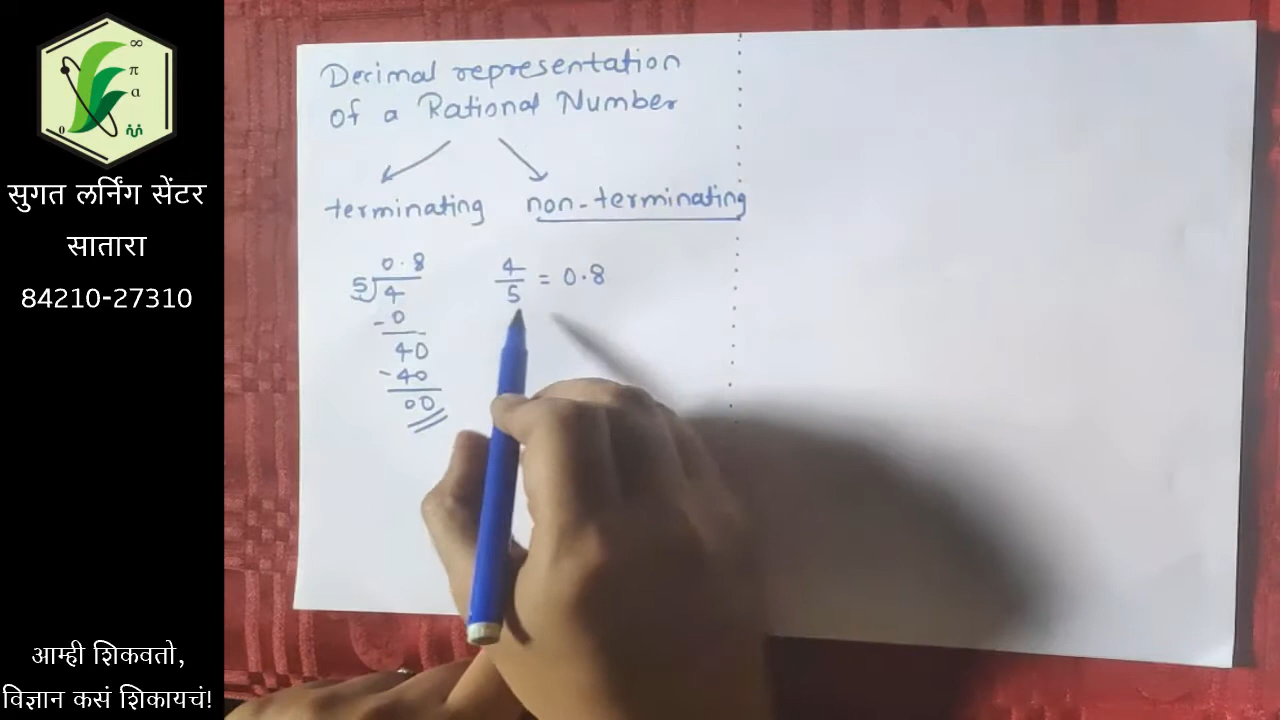 ∞
π
α
0
सुगत लर्निंग सेंटर
सातारा
84210-27310
आम्ही शिकवतो,
विज्ञान कसं शिकायचं!
Decimal representation
of a Rational Number
terminating non-terminating
0.8
5)4
-0
40
-40
00
4/5 = 0.8